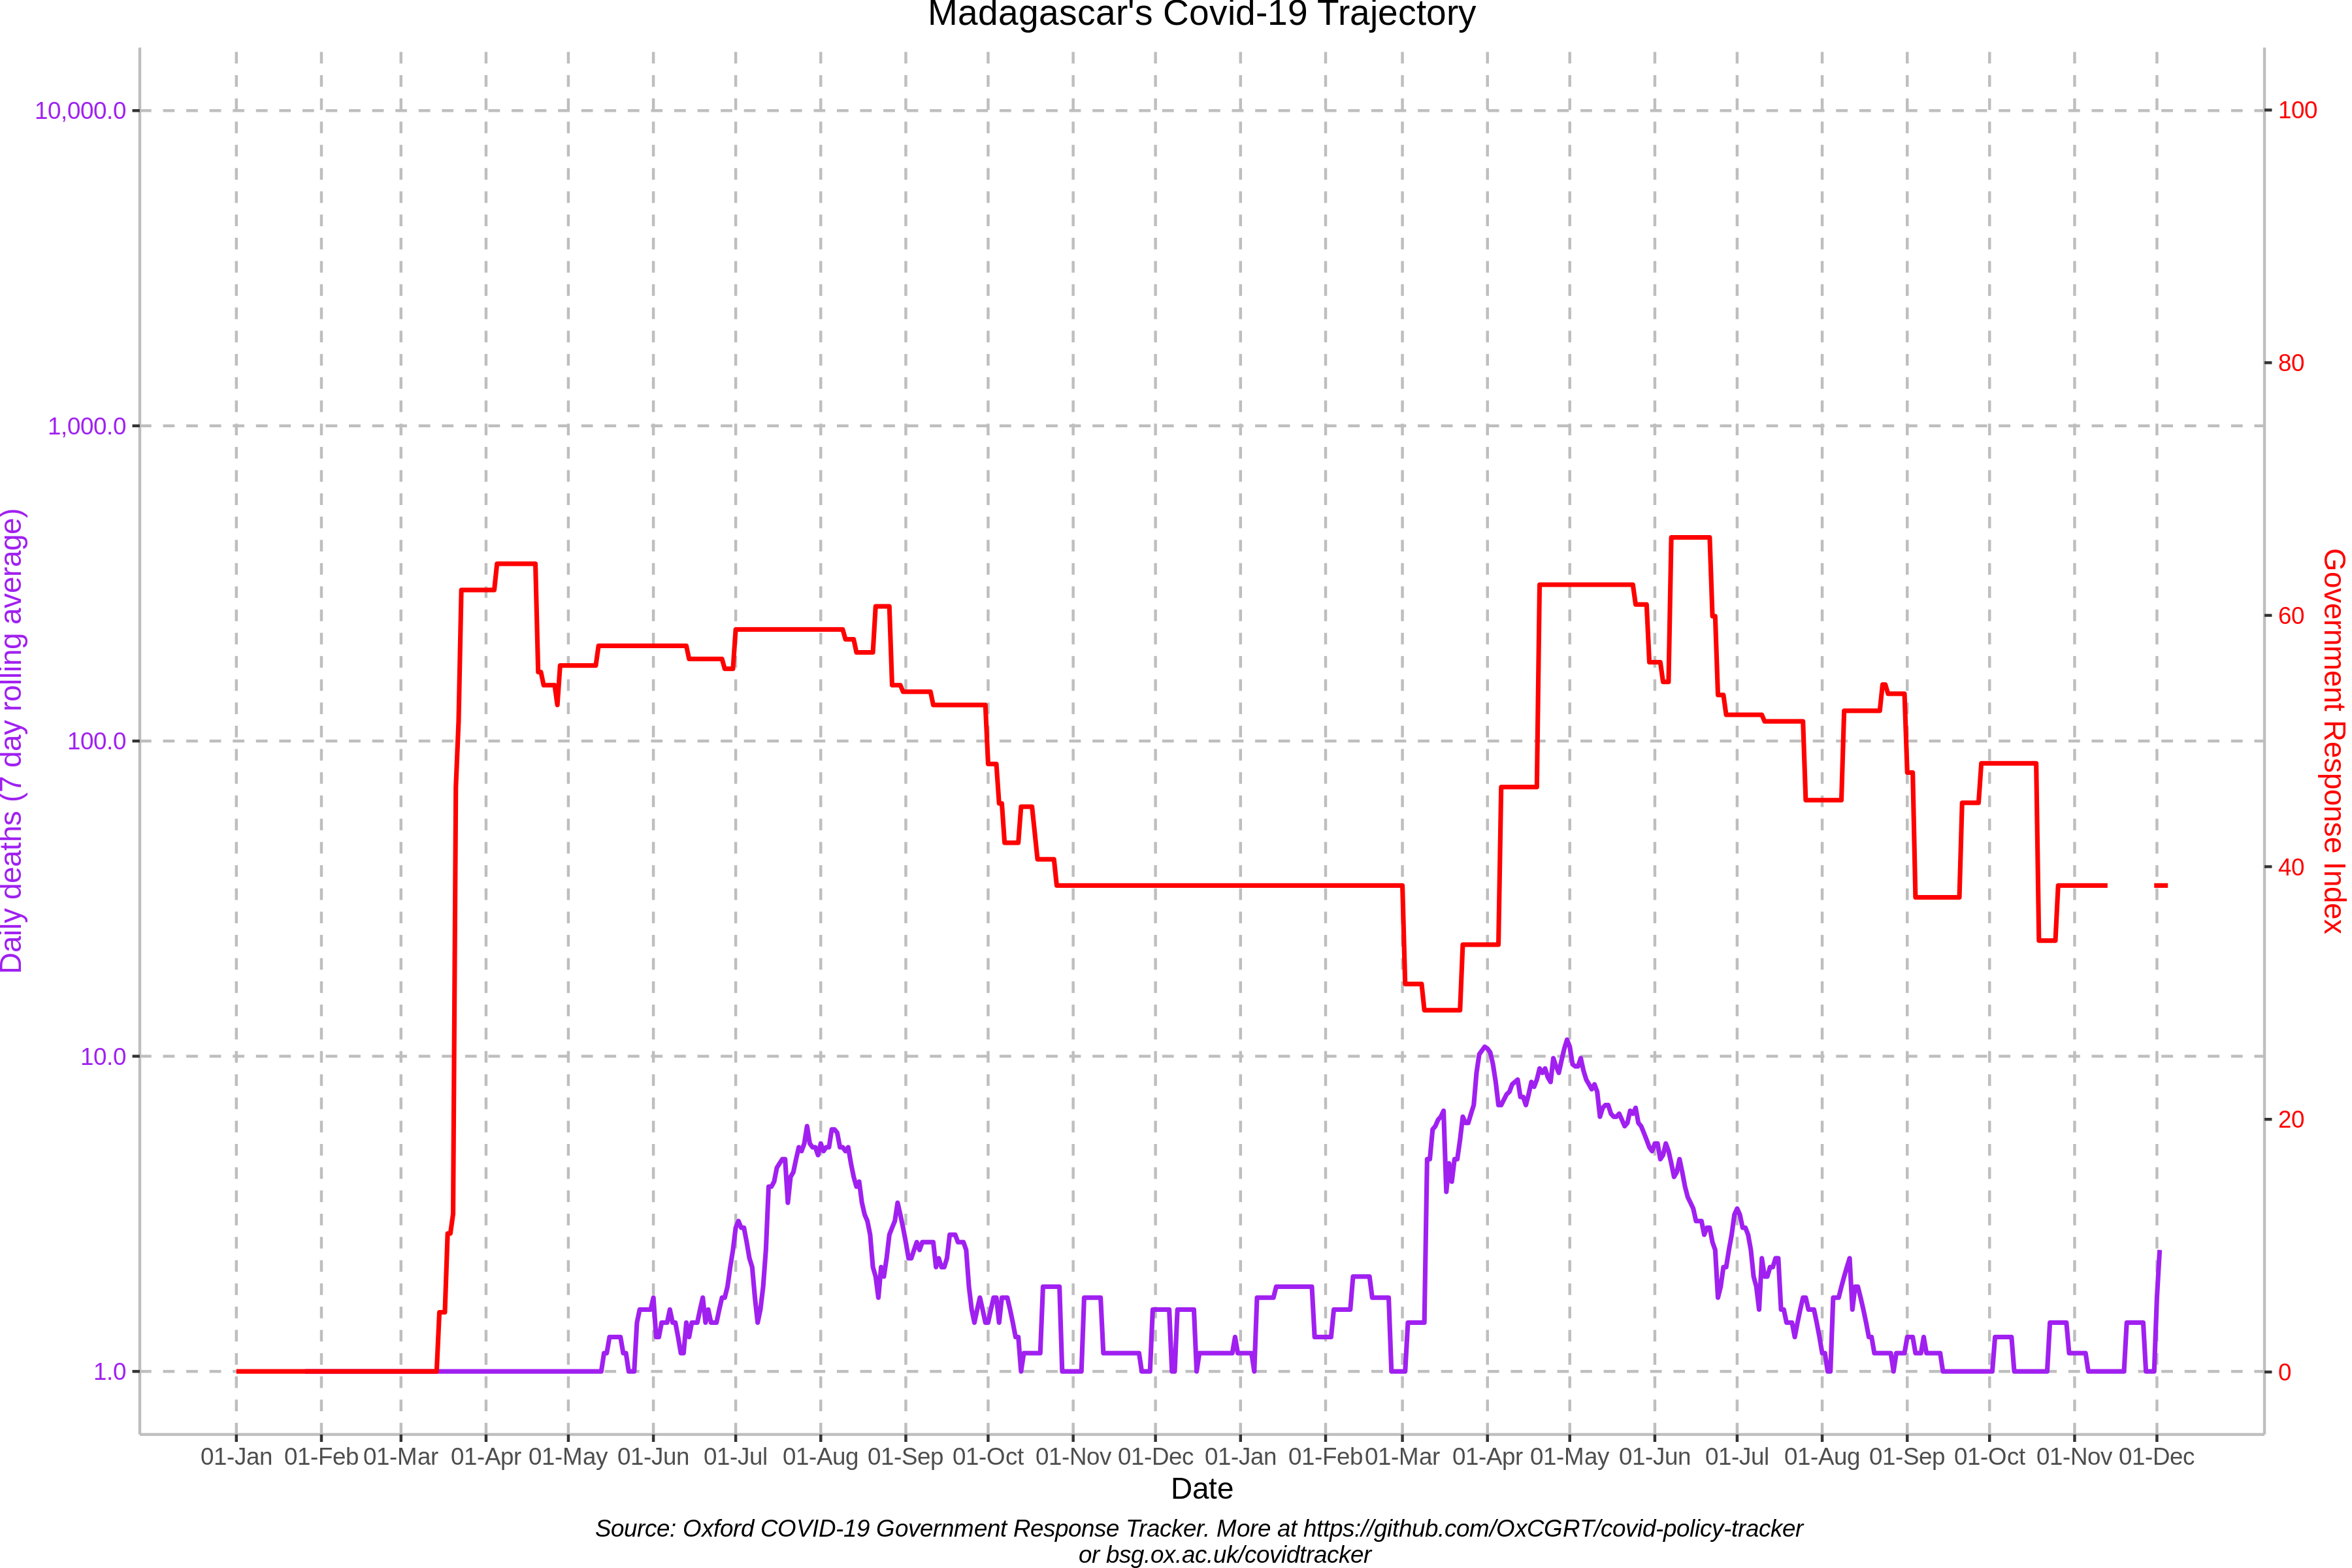 Madagascar's Covid-19 Trajectory
10,000.0
1,000.0
100.0
10.0
1.0
Daily deaths (7 day rolling average)
100
80
60
40
20
0
Government Response Index
01-Jan 01-Feb 01-Mar 01-Apr 01-May 01-Jun 01-Jul 01-Aug 01-Sep 01-Oct 01-Nov 01-Dec 01-Jan 01-Feb 01-Mar 01-Apr 01-May 01-Jun 01-Jul 01-Aug 01-Sep 01-Oct 01-Nov 01-Dec
Date
Source: Oxford COVID-19 Government Response Tracker. More at https://github.com/OxCGRT/covid-policy-tracker
or bsg.ox.ac.uk/covidtracker